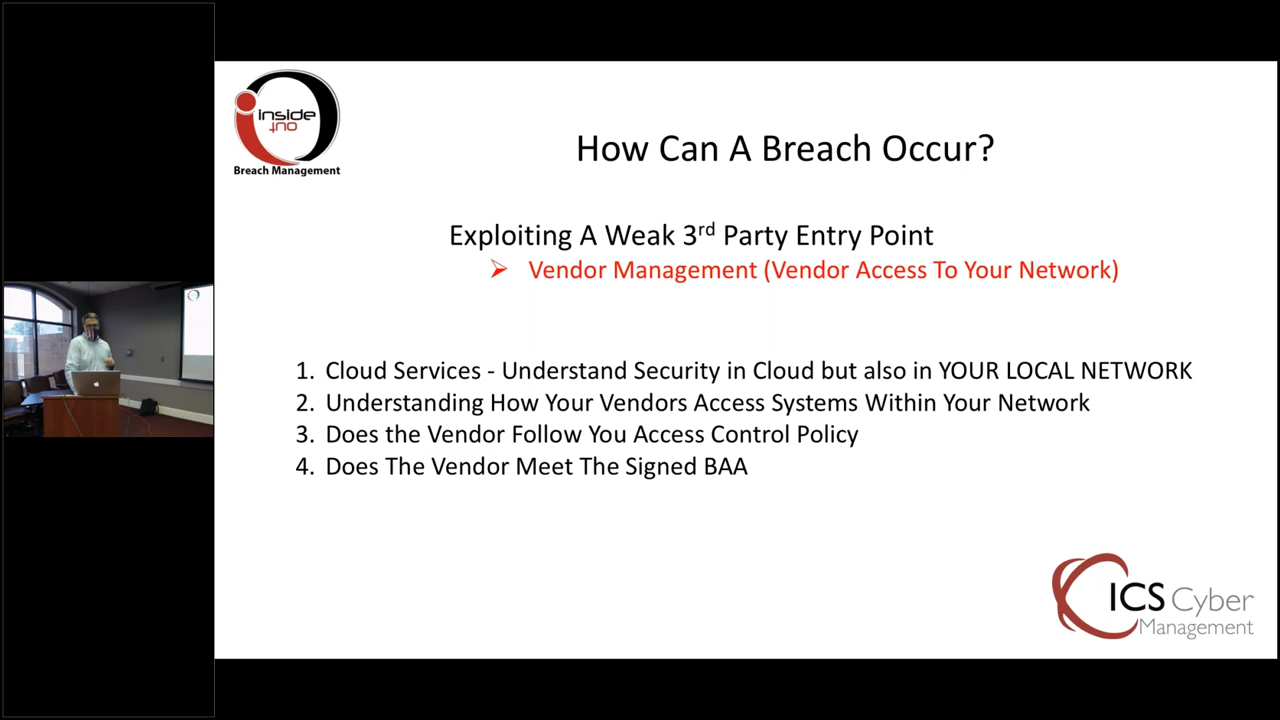 inside
out
Breach Management
How Can A Breach Occur?
Exploiting A Weak 3rd Party Entry Point
Vendor Management (Vendor Access To Your Network)
1. Cloud Services - Understand Security in Cloud but also in YOUR LOCAL NETWORK
2. Understanding How Your Vendors Access Systems Within Your Network
3. Does the Vendor Follow You Access Control Policy
4. Does The Vendor Meet The Signed BAA
ICS Cyber
Management